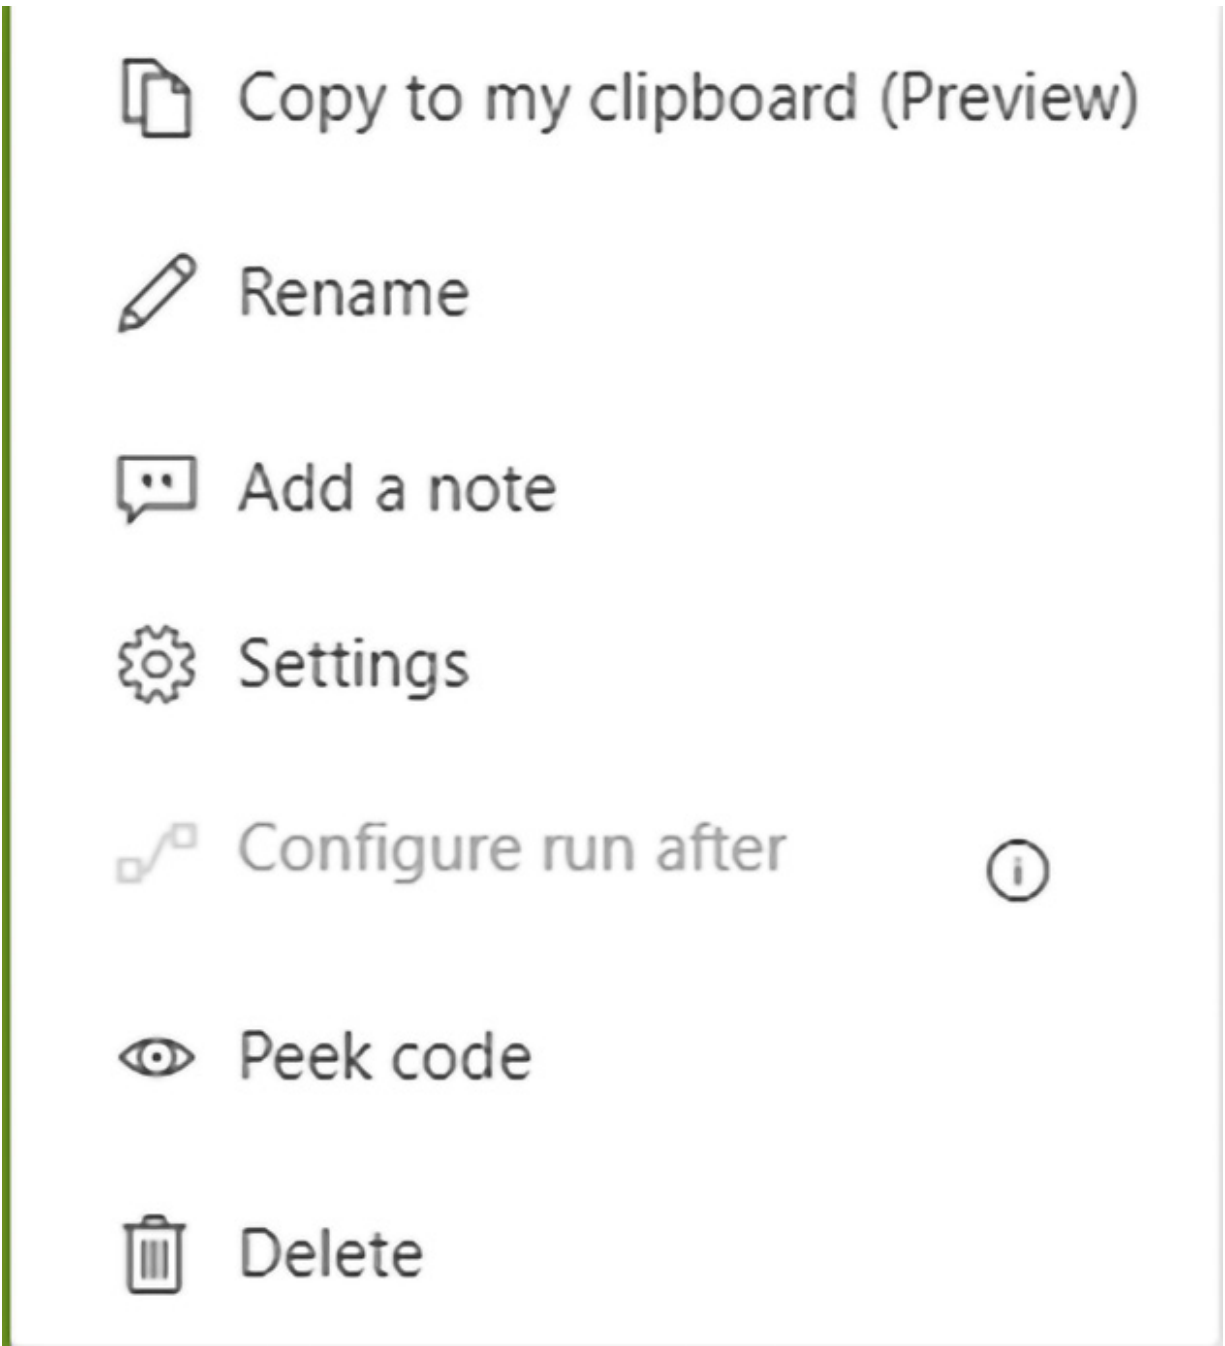 Copy to my clipboard (Preview)
Rename
Add a note
Settings
Configure run after
Peek code
Delete